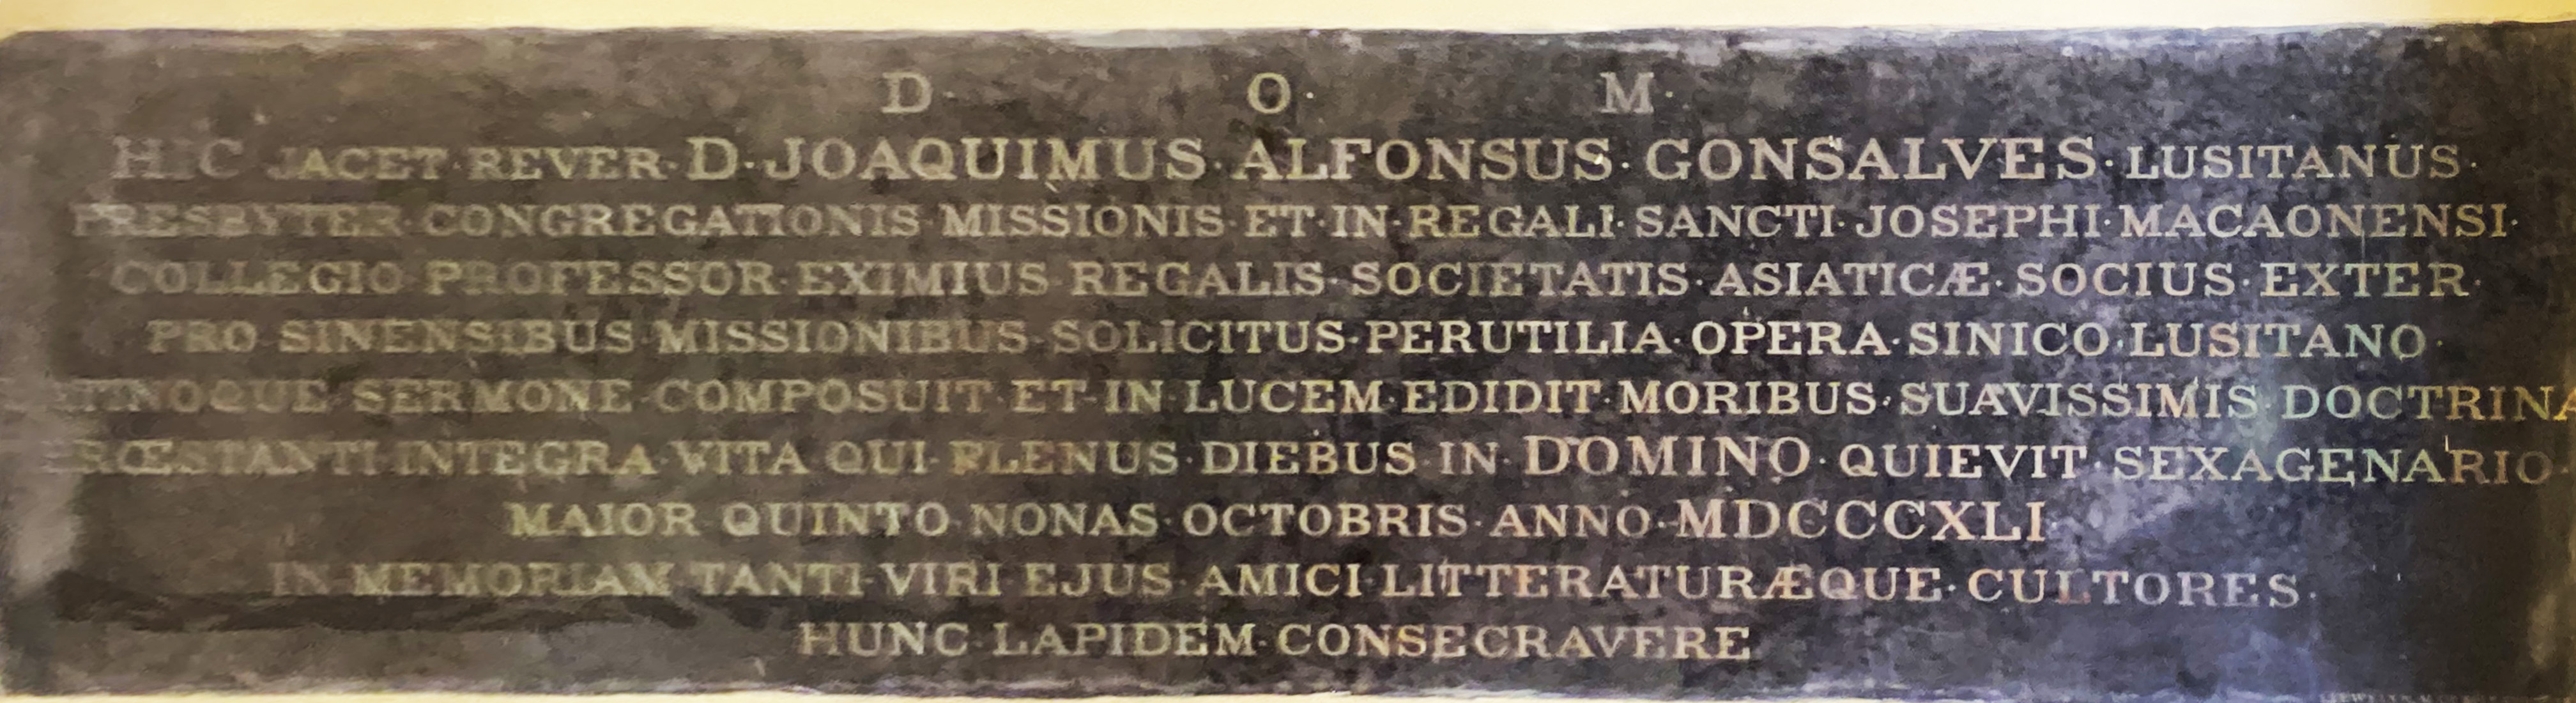 D· O· M·
HIC JACET·REVER·D·JOAQUIMUS·ALFONSUS·GONSALVES·LUSITANUS·
PRESBYTER·CONGREGATIONIS·MISSIONIS·ET·IN·REGALI·SANCTI·JOSEPHI·MACAONENSI·
COLLEGIO·PROFESSOR·EXIMIUS·REGALIS·SOCIETATIS·ASIATICÆ·SOCIUS·EXTER·
PRO·SINENSIBUS·MISSIONIBUS·SOLICITUS·PERUTILIA·OPERA·SINICO·LUSITANO·
LATINOQUE·SERMONE·COMPOSUIT·ET·IN·LUCEM·EDIDIT·MORIBUS·SUAVISSIMIS·DOCTRINA
PRŒSTANTI·INTEGRA·VITA·QUI·PLENUS·DIEBUS·IN·DOMINO·QUIEVIT·SEXAGENARIO·
MAIOR·QUINTO·NONAS·OCTOBRIS·ANNO·MDCCCXLI·
IN·MEMORIAM·TANTI·VIRI·EJUS·AMICI·LITTERATURÆQUE·CULTORES·
HUNC·LAPIDEM·CONSECRAVERE